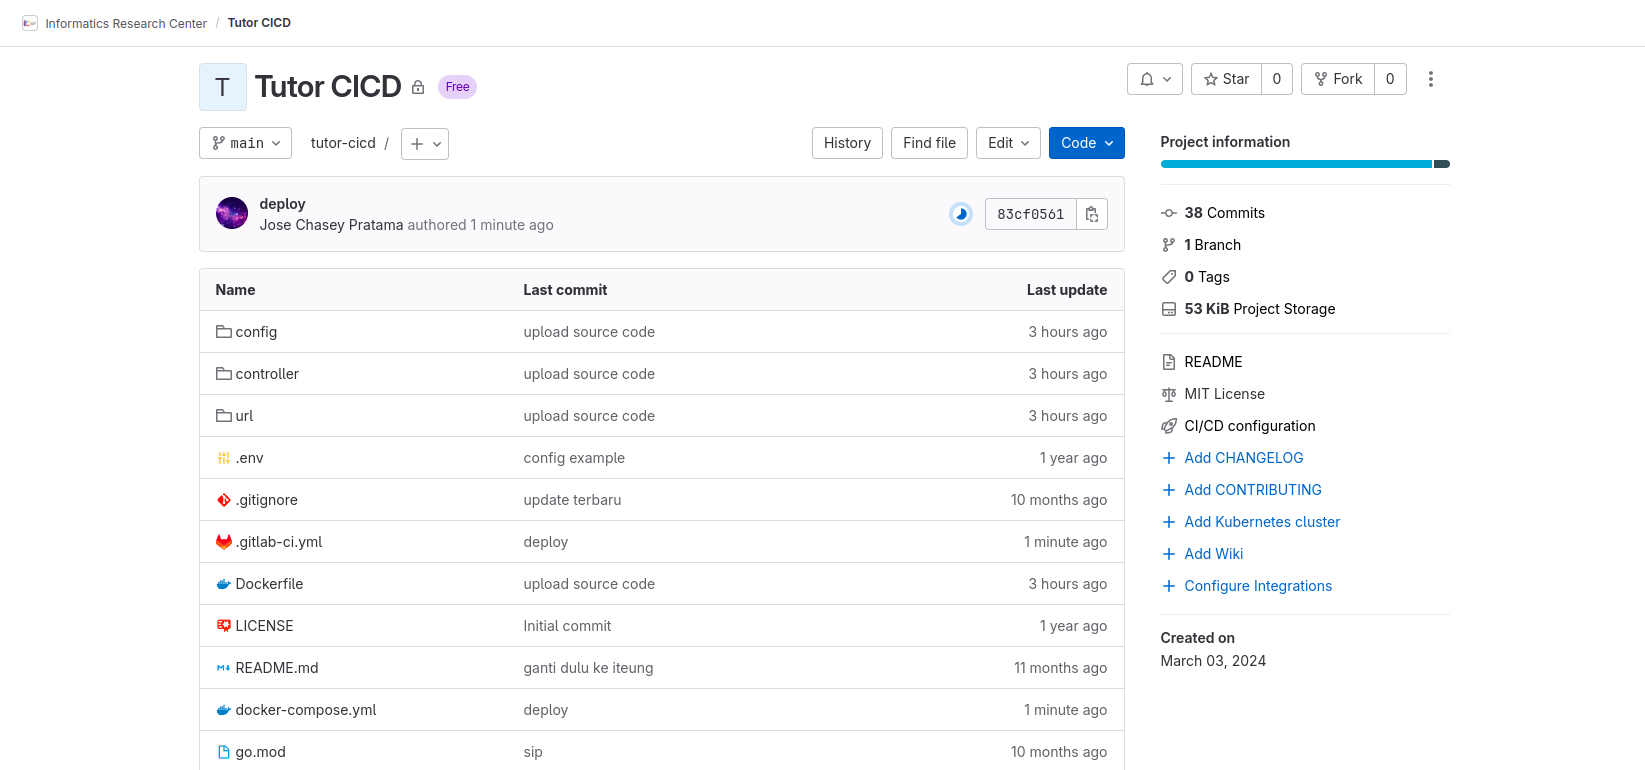 Informatics Research Center / Tutor CICD
T Tutor CICD Free
Star 0 Fork 0
main tutor-cicd / History Find file Edit Code
deploy
Jose Chasey Pratama authored 1 minute ago
83cf0561
Name Last commit Last update
config upload source code 3 hours ago
controller upload source code 3 hours ago
url upload source code 3 hours ago
.env config example 1 year ago
.gitignore update terbaru 10 months ago
.gitlab-ci.yml deploy 1 minute ago
Dockerfile upload source code 3 hours ago
LICENSE Initial commit 1 year ago
README.md ganti dulu ke iteung 11 months ago
docker-compose.yml deploy 1 minute ago
go.mod sip 10 months ago
Project information
38 Commits
1 Branch
0 Tags
53 KiB Project Storage
README
MIT License
CI/CD configuration
Add CHANGELOG
Add CONTRIBUTING
Add Kubernetes cluster
Add Wiki
Configure Integrations
Created on
March 03, 2024